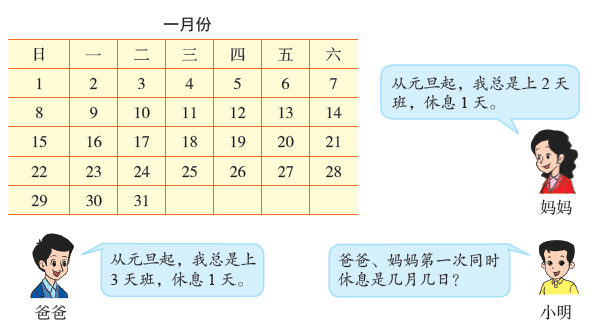 一月份
日 一 二 三 四 五 六
1 2 3 4 5 6 7
8 9 10 11 12 13 14
15 16 17 18 19 20 21
22 23 24 25 26 27 28
29 30 31
从元旦起，我总是上 2 天
班，休息 1 天。
妈妈
从元旦起，我总是上
3 天班，休息 1 天。
爸爸
爸爸、妈妈第一次同时
休息是几月几日？
小明